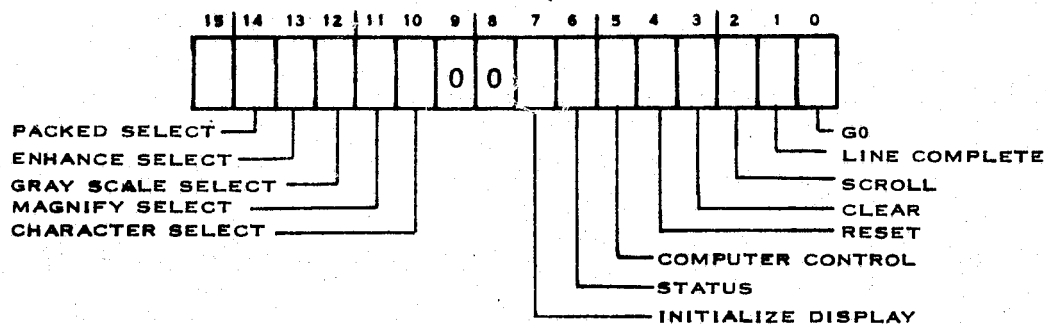 15 14 13 12 11 10 9 8 7 6 5 4 3 2 1 0
0 0
PACKED SELECT
ENHANCE SELECT
GRAY SCALE SELECT
MAGNIFY SELECT
CHARACTER SELECT
GO
LINE COMPLETE
SCROLL
CLEAR
RESET
COMPUTER CONTROL
STATUS
INITIALIZE DISPLAY